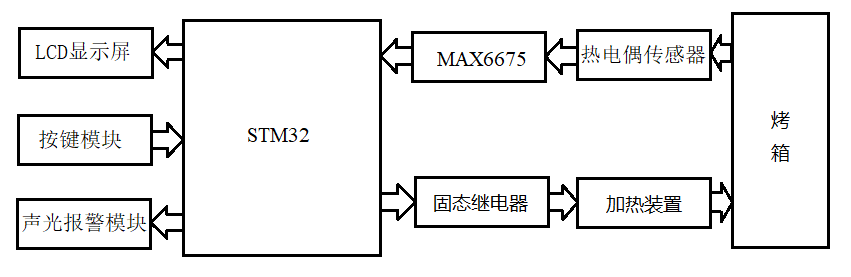 LCD显示屏
按键模块
声光报警模块
STM32
MAX6675
热电偶传感器
固态继电器
加热装置
烤
箱